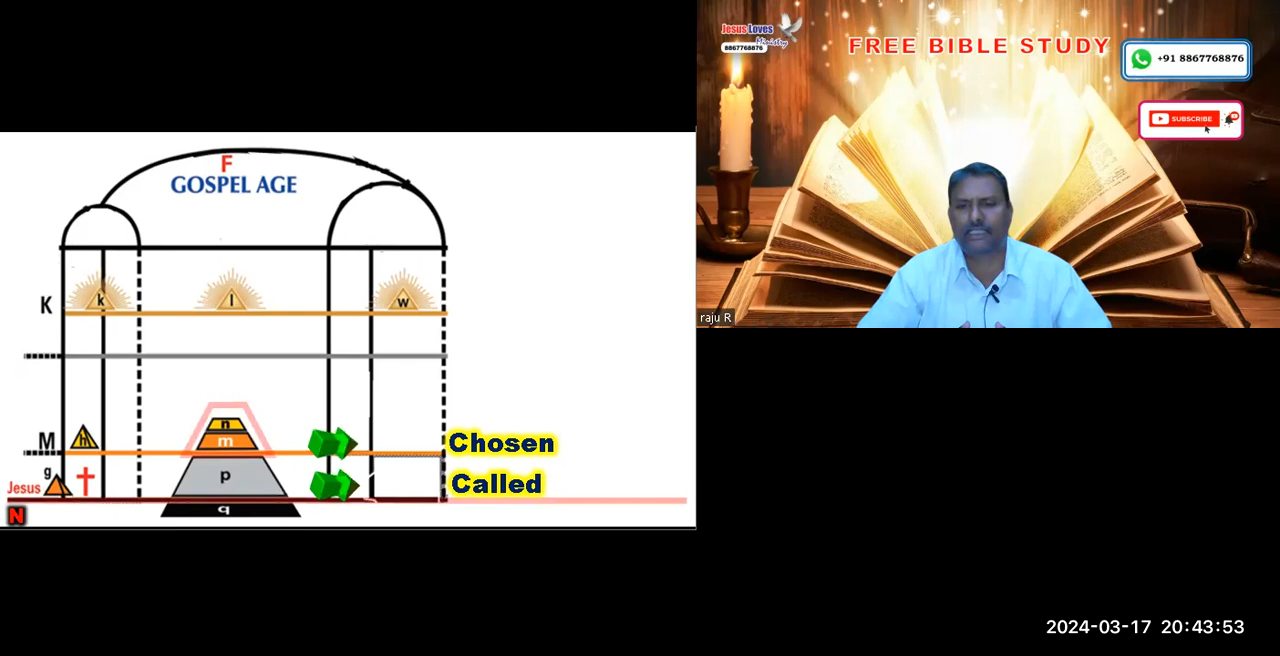 F
GOSPEL AGE
K
k
l
w
M
h
n
m
Chosen
g
p
Called
Jesus
N
q
Jesus Loves
Ministry
8867768876
FREE BIBLE STUDY
+91 8867768876
SUBSCRIBE
raju R
2024-03-17 20:43:53